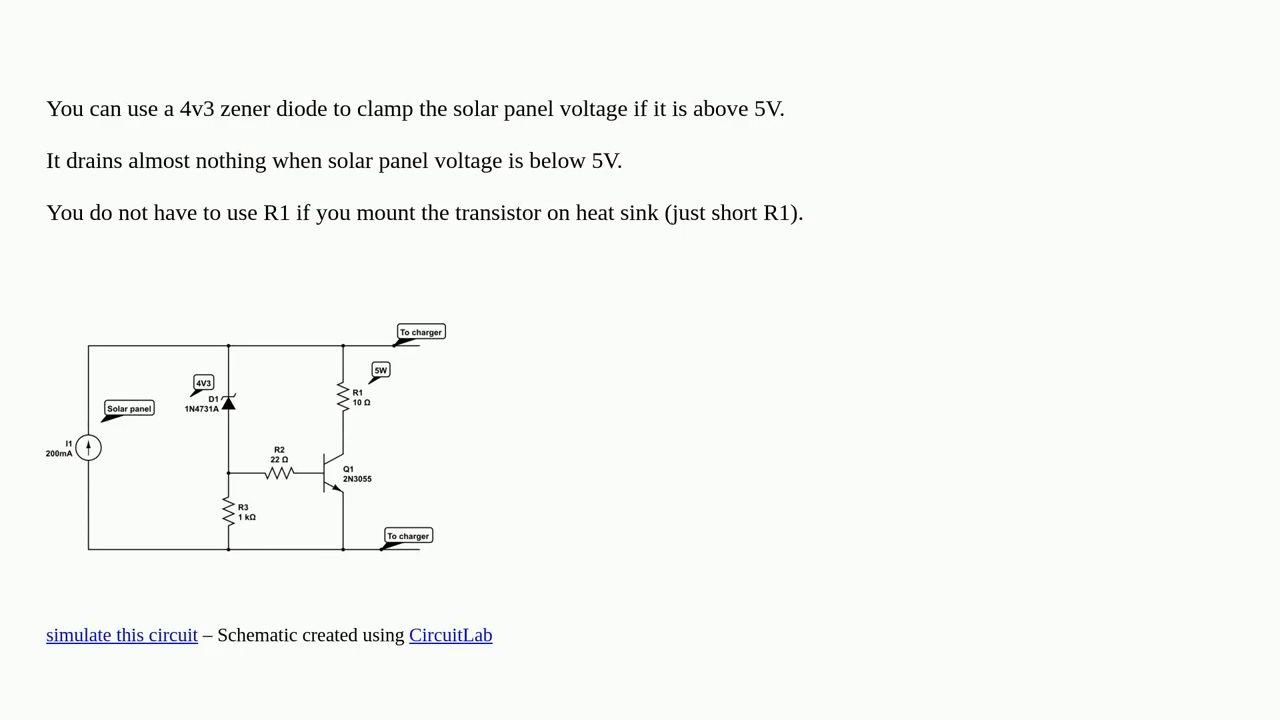 You can use a 4v3 zener diode to clamp the solar panel voltage if it is above 5V.
It drains almost nothing when solar panel voltage is below 5V.
You do not have to use R1 if you mount the transistor on heat sink (just short R1).
To charger
5W
4V3
R1
10 Ω
D1
1N4731A
Solar panel
I1
200mA
R2
22 Ω
Q1
2N3055
R3
1 kΩ
To charger
simulate this circuit – Schematic created using CircuitLab